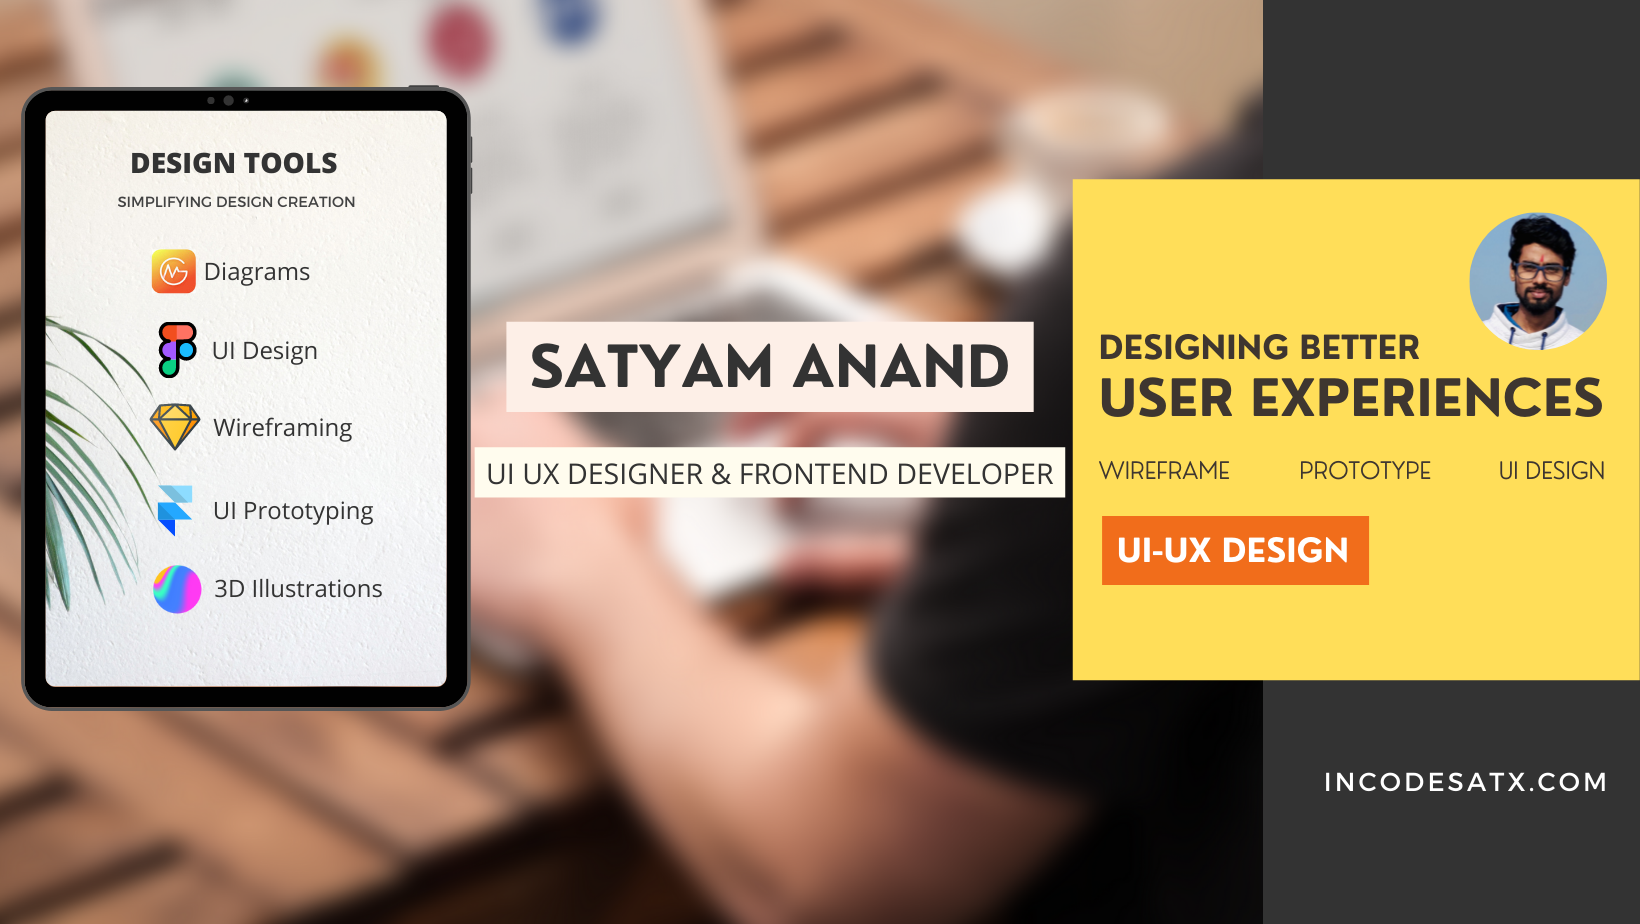 DESIGN TOOLS
SIMPLIFYING DESIGN CREATION
Diagrams
UI Design
Wireframing
UI Prototyping
3D Illustrations
SATYAM ANAND
UI UX DESIGNER & FRONTEND DEVELOPER
DESIGNING BETTER
USER EXPERIENCES
WIREFRAME PROTOTYPE UI DESIGN
UI-UX DESIGN
INCODESATX.COM